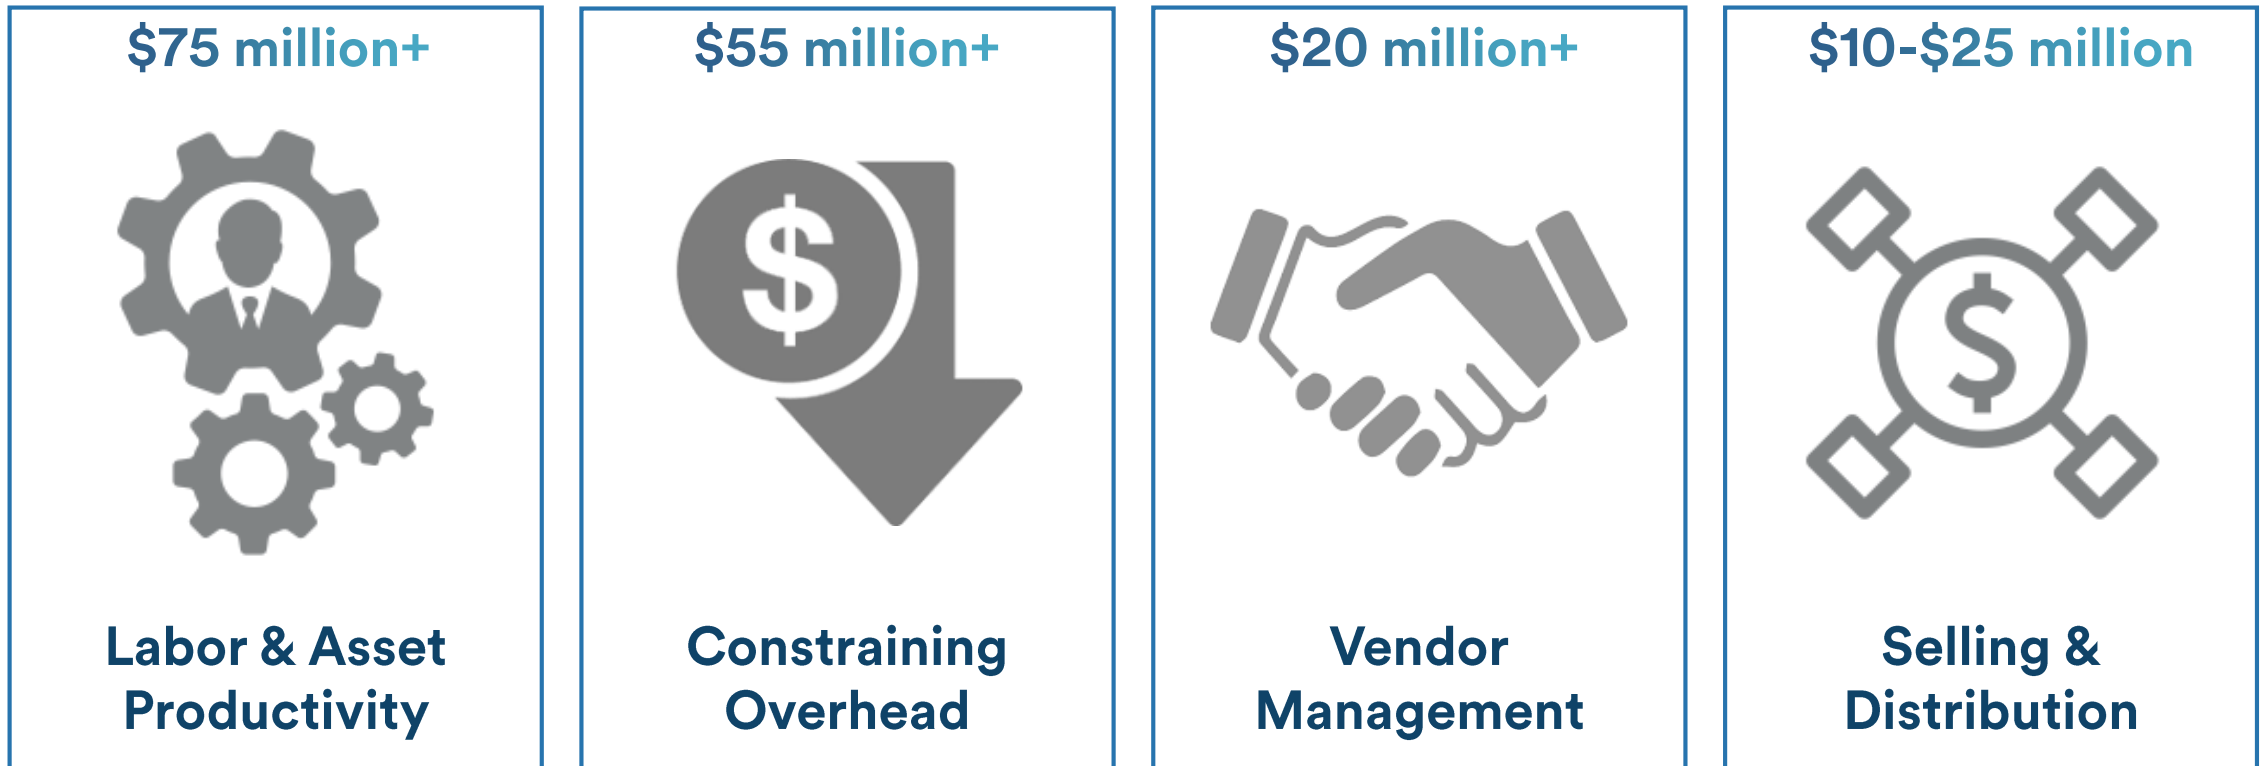 $75 million+
Labor & Asset
Productivity
$55 million+
$
Constraining
Overhead
$20 million+
Vendor
Management
$10-$25 million
$
Selling &
Distribution